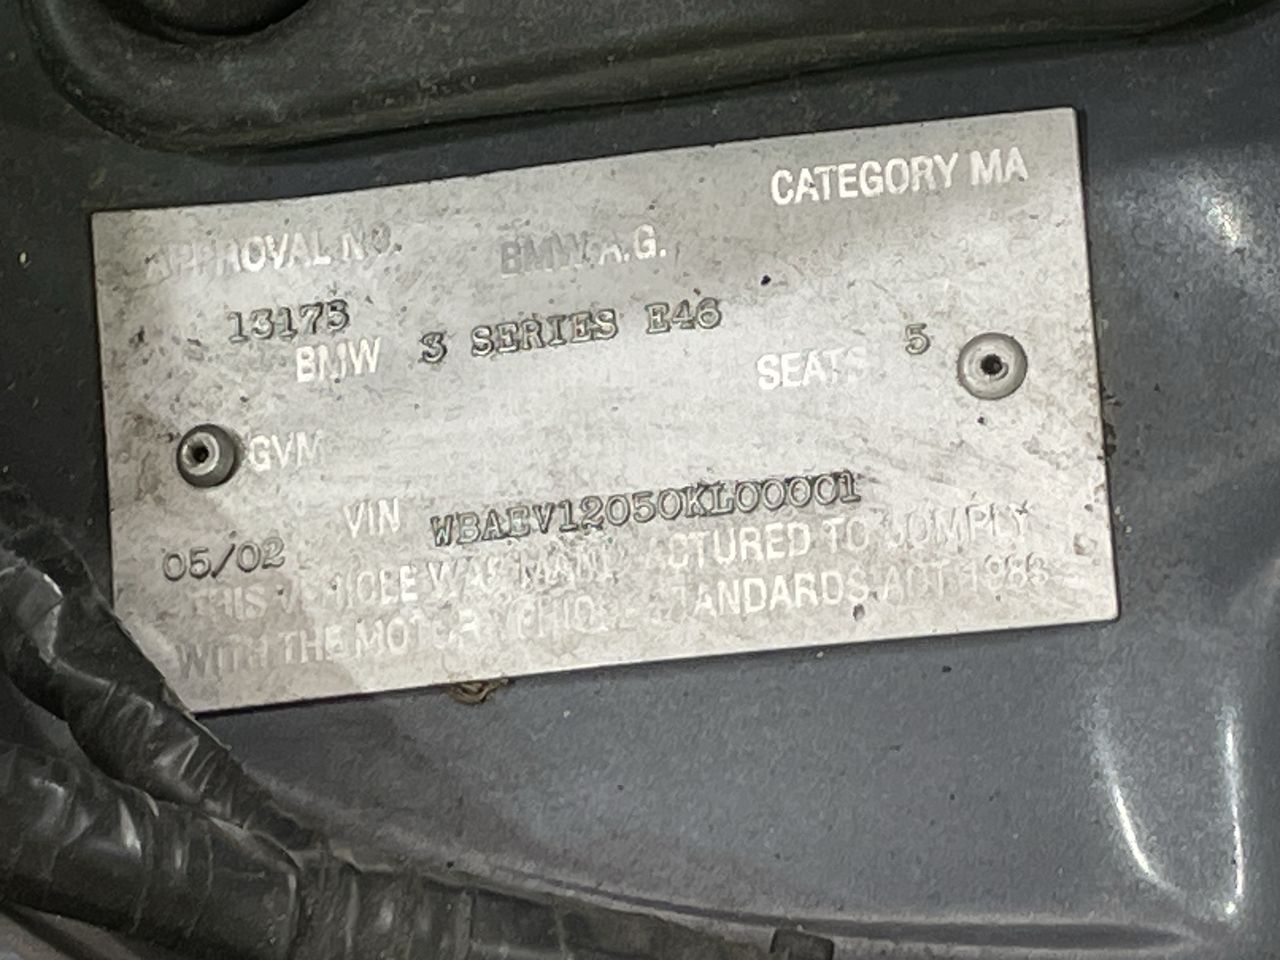 CATEGORY MA
APPROVAL NO. BMW A.G.
13175
BMW 3 SERIES E46 SEATS 5
GVM
VIN WBAEV12050KL00001
05/02
THIS VEHICLE WAS MANUFACTURED TO COMPLY
WITH THE MOTOR VEHICLE STANDARDS ACT 1989